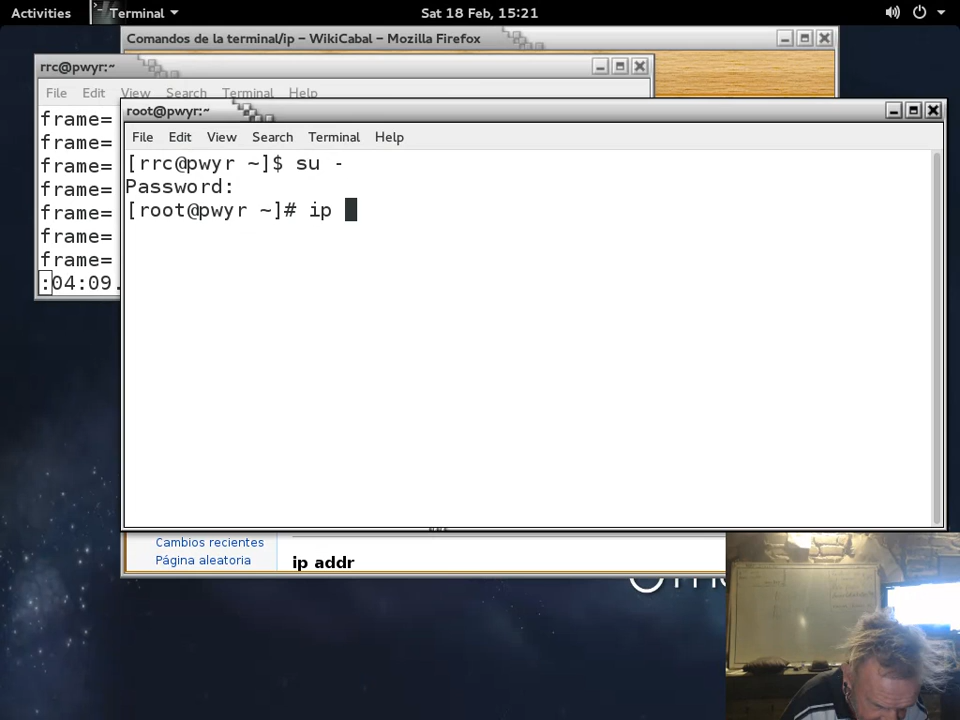 Activities
Terminal
Sat 18 Feb, 15:21
Comandos de la terminal/ip – WikiCabal – Mozilla Firefox
rrc@pwyr:~
File Edit View Search Terminal Help
frame=
frame=
frame=
frame=
frame=
frame=
frame=
:04:09.
root@pwyr:~
File Edit View Search Terminal Help
[rrc@pwyr ~]$ su -
Password:
[root@pwyr ~]# ip
Cambios recientes
Página aleatoria
ip addr